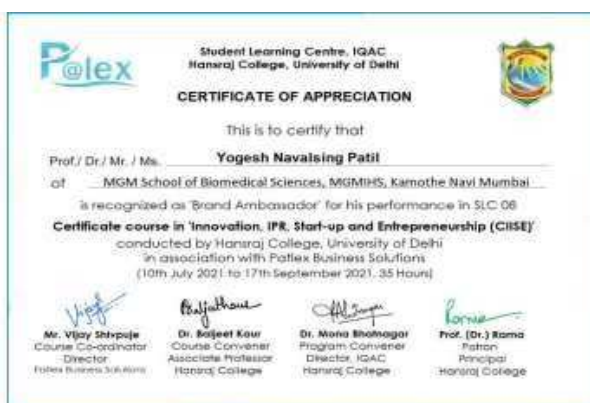 P@lex
Student Learning Centre, IQAC
Hansraj College, University of Delhi
CERTIFICATE OF APPRECIATION
This is to certify that
Prof./ Dr./ Mr. / Ms. Yogesh Navalsing Patil
of MGM School of Biomedical Sciences, MGMIHS, Kamothe Navi Mumbai
is recognized as 'Brand Ambassador' for his performance in SLC 06
Certificate course in 'Innovation, IPR, Start-up and Entrepreneurship (CIISE)'
conducted by Hansraj College, University of Delhi
in association with Patlex Business Solutions
(10th July 2021 to 17th September 2021, 35 Hours)
Mr. Vijay Shivpuje
Course Co-ordinator
Director
Patlex Business Solutions
Dr. Baljeet Kaur
Course Convener
Associate Professor
Hansraj College
Dr. Mona Bhatnagar
Program Convener
Director, IQAC
Hansraj College
Prof. (Dr.) Rama
Patron
Principal
Hansraj College